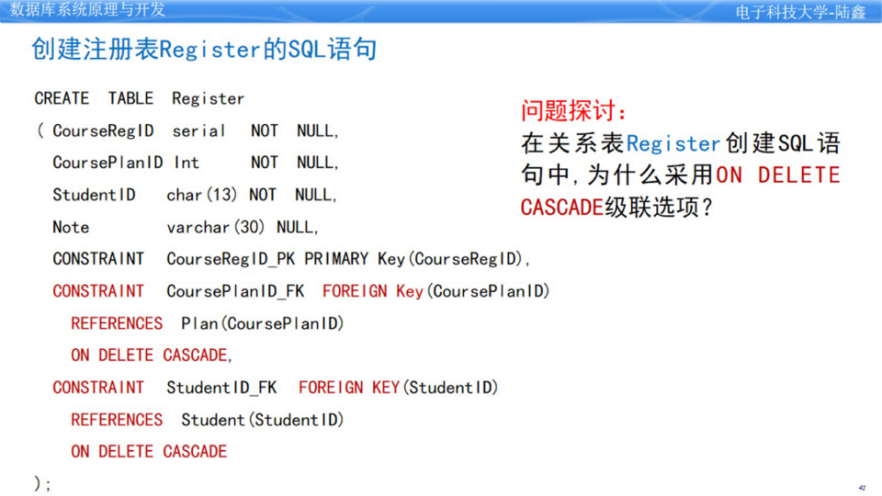 数据库系统原理与开发
电子科技大学-陆鑫
创建注册表Register的SQL语句
CREATE TABLE Register
( CourseRegID serial NOT NULL,
CoursePlanID Int NOT NULL,
StudentID char(13) NOT NULL,
Note varchar(30) NULL,
CONSTRAINT CourseRegID_PK PRIMARY Key(CourseRegID),
CONSTRAINT CoursePlanID_FK FOREIGN Key(CoursePlanID)
REFERENCES Plan(CoursePlanID)
ON DELETE CASCADE,
CONSTRAINT StudentID_FK FOREIGN KEY(StudentID)
REFERENCES Student(StudentID)
ON DELETE CASCADE
);
问题探讨：
在关系表Register创建SQL语
句中,为什么采用ON DELETE
CASCADE级联选项？
41